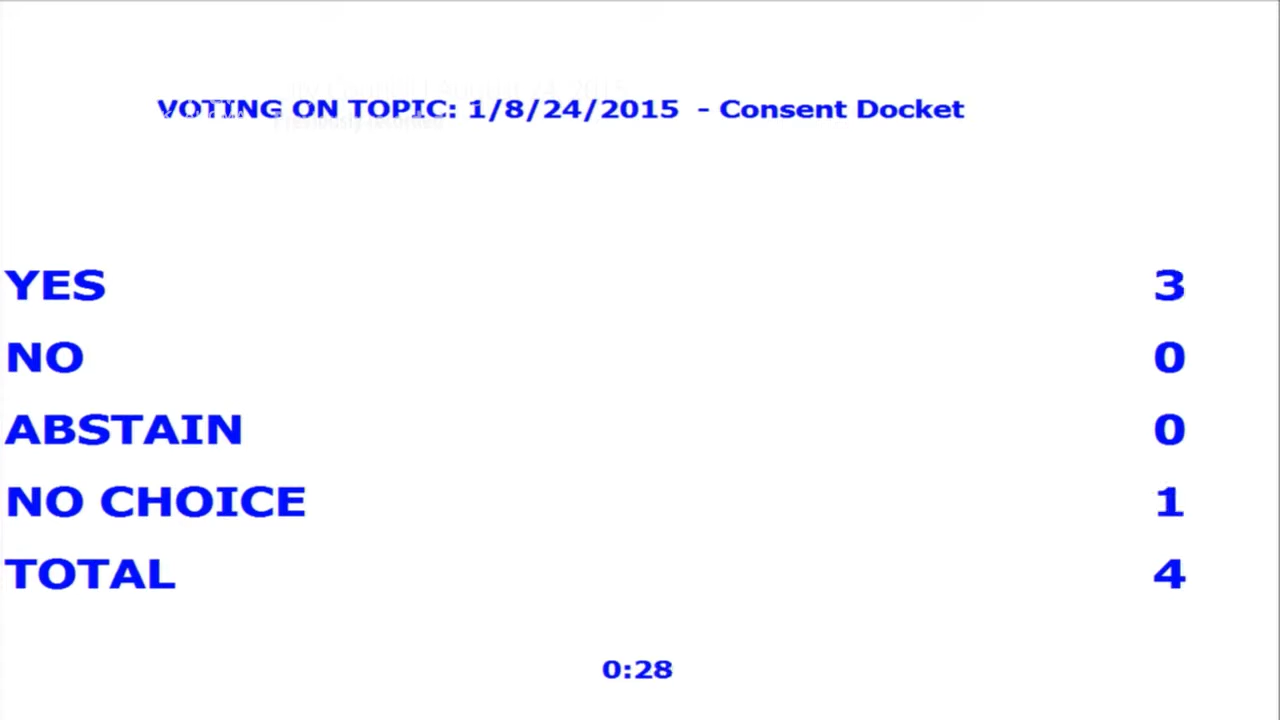 VOTING ON TOPIC: 1/8/24/2015 - Consent Docket
YES 3
NO 0
ABSTAIN 0
NO CHOICE 1
TOTAL 4
0:28